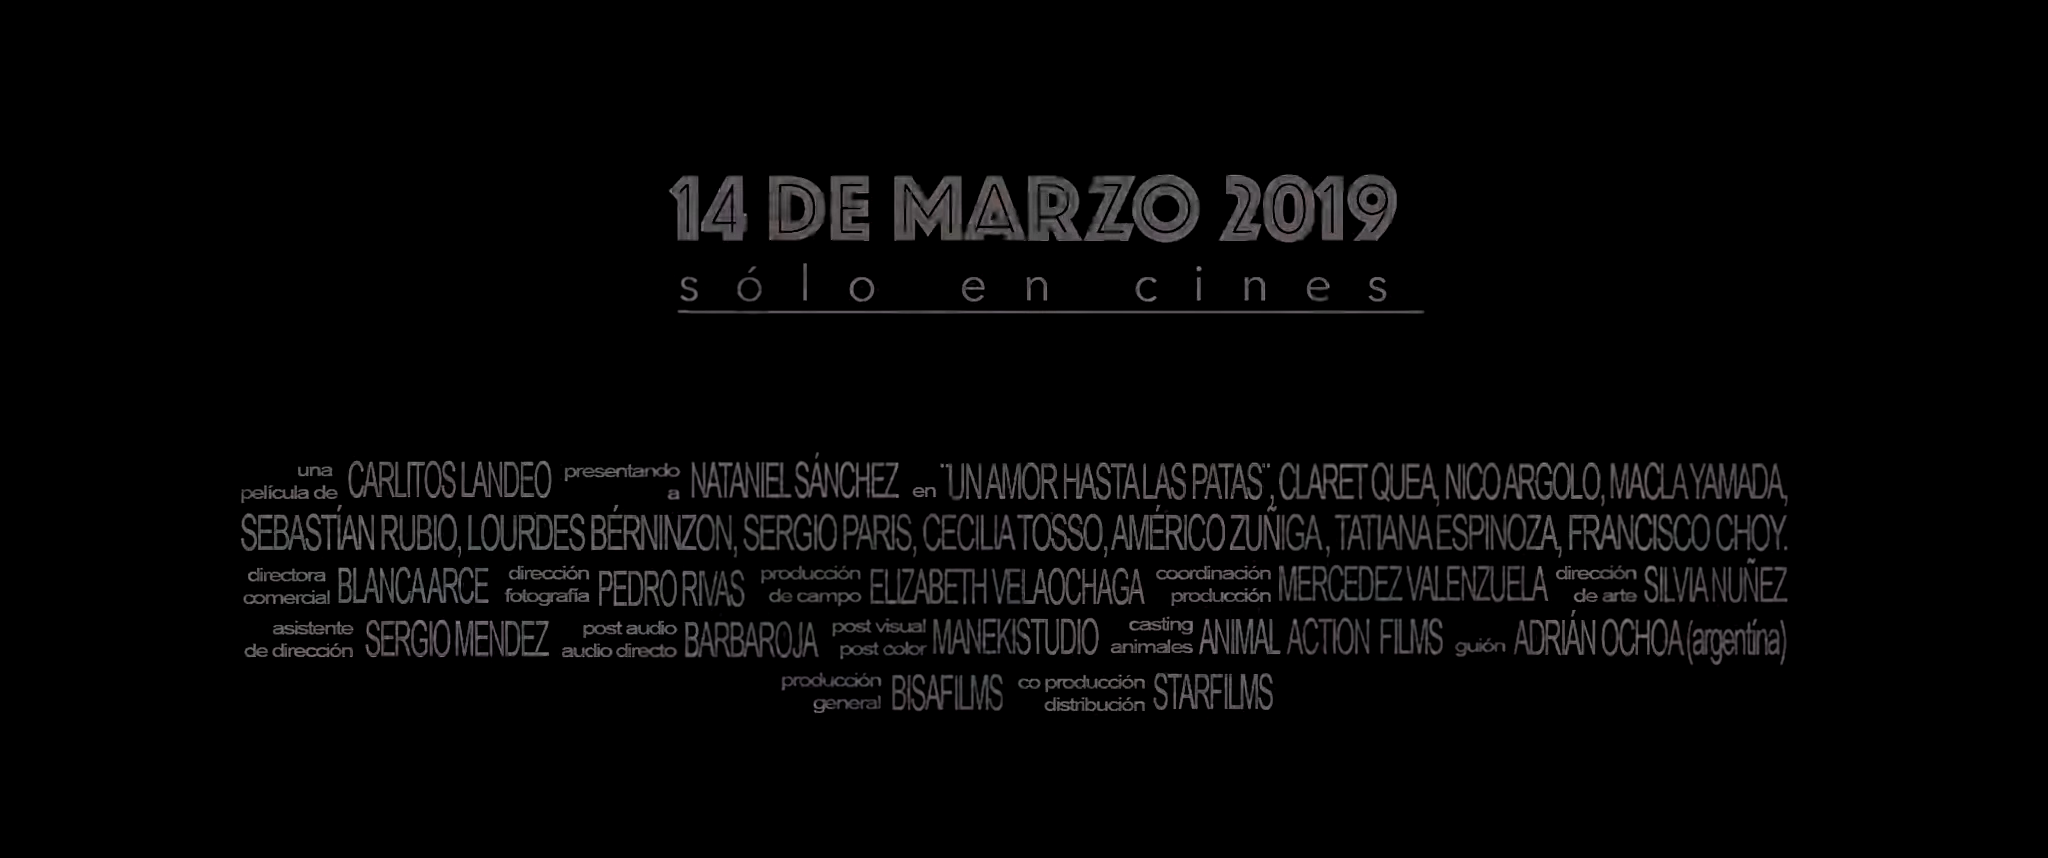 14 DE MARZO 2019
sólo en cines
una película de CARLITOS LANDEO presentando a NATANIEL SÁNCHEZ en ¨UN AMOR HASTA LAS PATAS¨, CLARET QUEA, NICO ARGOLO, MACLA YAMADA,
SEBASTÍAN RUBIO, LOURDES BÉRNINZON, SERGIO PARIS, CECILIA TOSSO, AMÉRICO ZUÑIGA, TATIANA ESPINOZA, FRANCISCO CHOY.
directora comercial BLANCA ARCE dirección fotografía PEDRO RIVAS producción de campo ELIZABETH VELAOCHAGA coordinación producción MERCEDEZ VALENZUELA dirección de arte SILVIA NUÑEZ
asistente de dirección SERGIO MENDEZ post audio audio directo BARBAROJA post visual post color MANEKISTUDIO casting animales ANIMAL ACTION FILMS guión ADRIÁN OCHOA (argentína)
producción general BISAFILMS co producción distribución STARFILMS